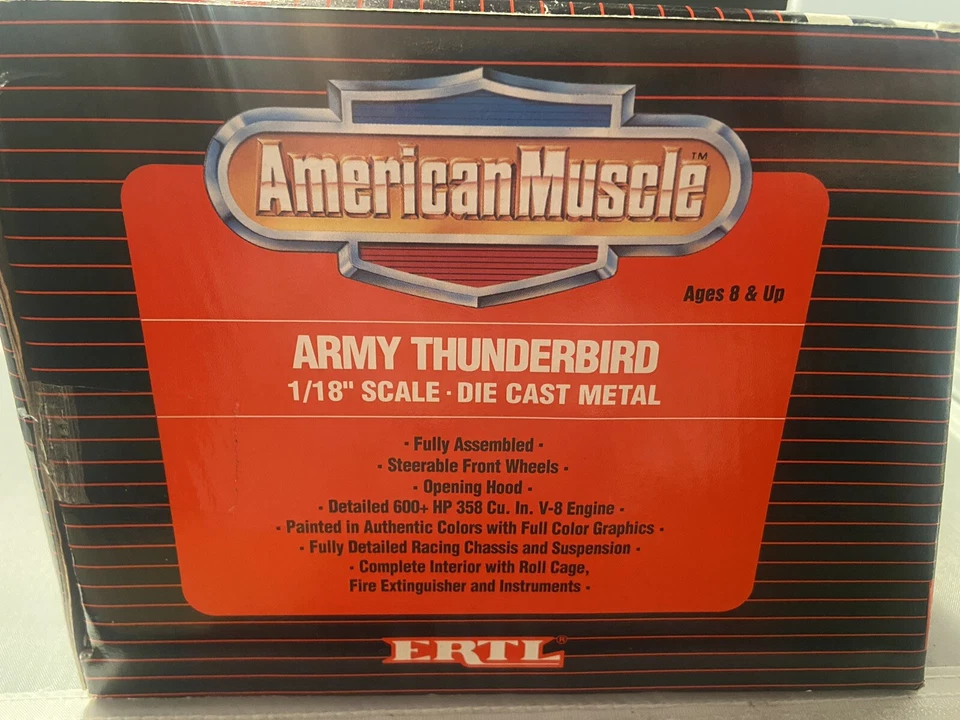 AmericanMuscle™
Ages 8 & Up
ARMY THUNDERBIRD
1/18" SCALE · DIE CAST METAL
· Fully Assembled ·
· Steerable Front Wheels ·
· Opening Hood ·
· Detailed 600+ HP 358 Cu. In. V-8 Engine ·
· Painted in Authentic Colors with Full Color Graphics ·
· Fully Detailed Racing Chassis and Suspension ·
· Complete Interior with Roll Cage,
Fire Extinguisher and Instruments ·
ERTL®